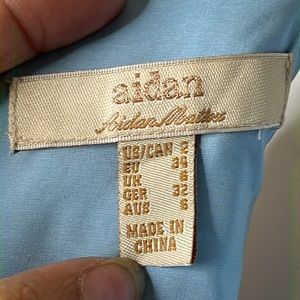 aidan
Aidan Mattox
US/CAN 2
EU 34
UK 6
GER 32
AUS 6
MADE IN
CHINA